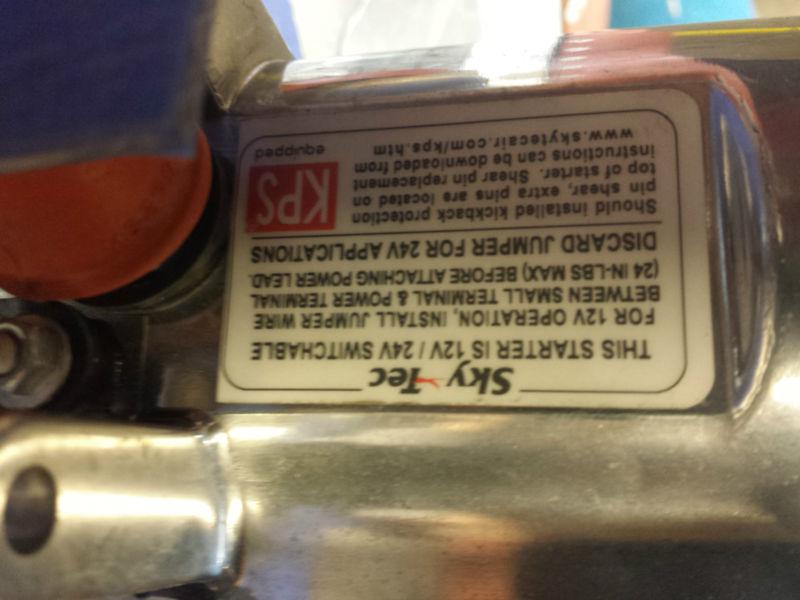 Sky-Tec
THIS STARTER IS 12V / 24V SWITCHABLE
FOR 12V OPERATION, INSTALL JUMPER WIRE
BETWEEN SMALL TERMINAL & POWER TERMINAL
(24 IN-LBS MAX) BEFORE ATTACHING POWER LEAD.
DISCARD JUMPER FOR 24V APPLICATIONS
Should installed kickback protection
pin shear, extra pins are located on
top of starter. Shear pin replacement
instructions can be downloaded from
www.skytecair.com/kps.htm
KPS
equipped